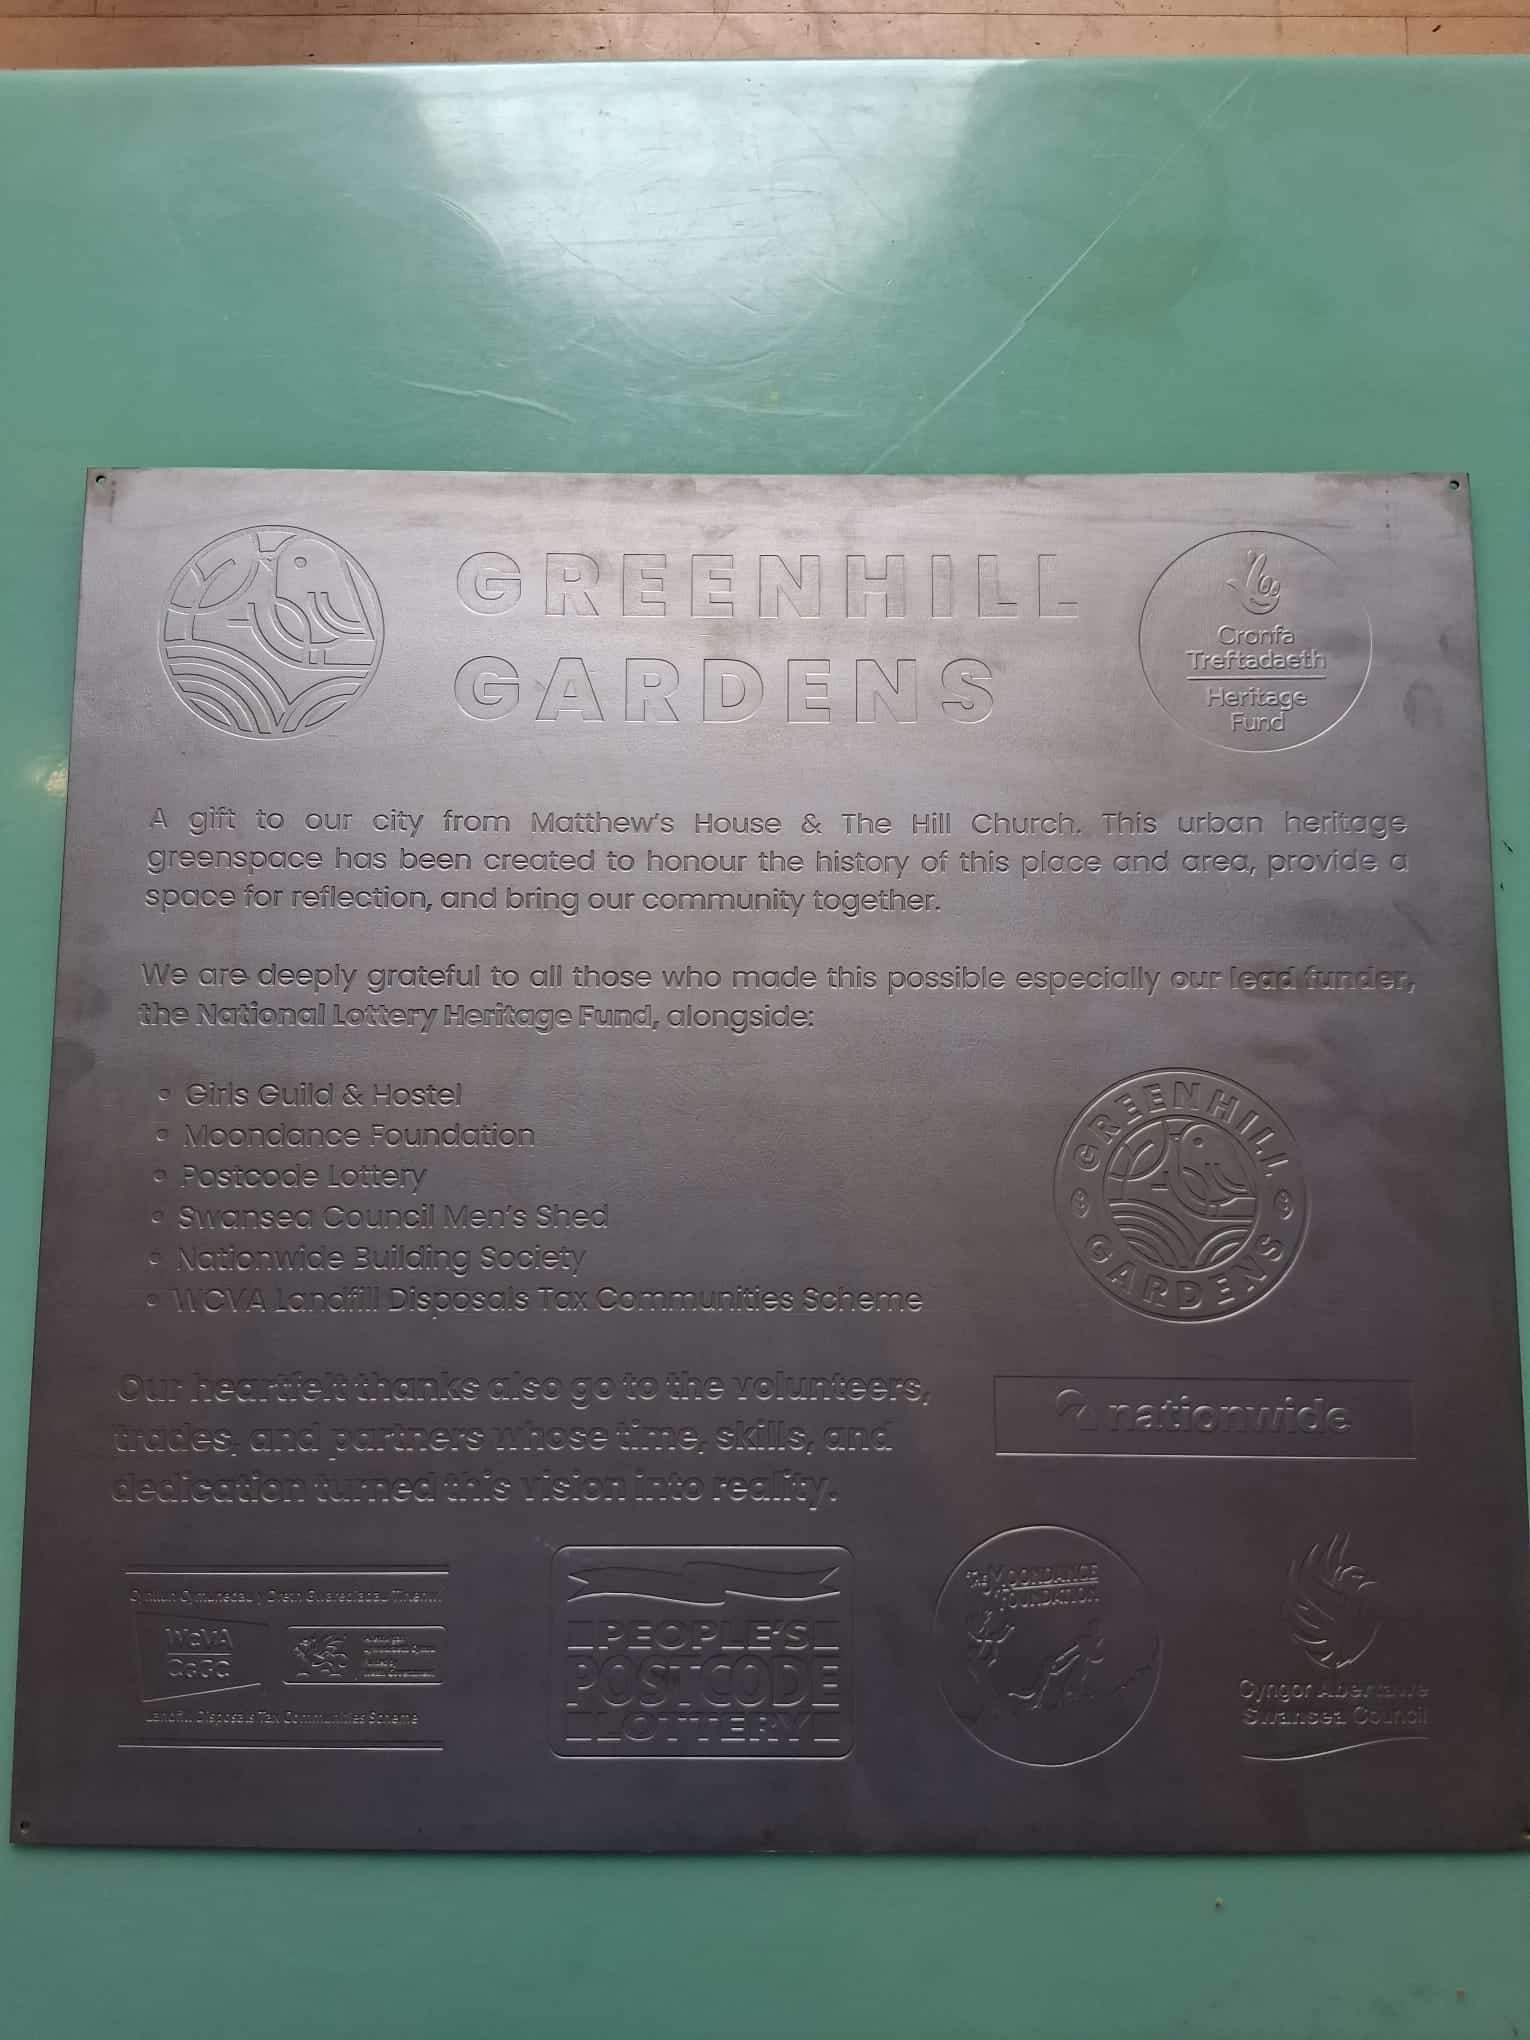 GREENHILL
GARDENS
Cronfa
Treftadaeth
Heritage
Fund
A gift to our city from Matthew's House & The Hill Church. This urban heritage
greenspace has been created to honour the history of this place and area, provide a
space for reflection, and bring our community together.
We are deeply grateful to all those who made this possible especially our lead funder,
the National Lottery Heritage Fund, alongside:
• Girls Guild & Hostel
• Moondance Foundation
• Postcode Lottery
• Swansea Council Men's Shed
• Nationwide Building Society
• WCVA Landfill Disposals Tax Communities Scheme
GREENHILL
GARDENS
Our heartfelt thanks also go to the volunteers,
trades, and partners whose time, skills, and
dedication turned this vision into reality.
nationwide
Cynllun Cymunedau y Dreth Gwarediadau Tirlenwi
WCVA
CGGC
Landfill Disposals Tax Communities Scheme
PEOPLE'S
POSTCODE
LOTTERY
THE MOONDANCE
FOUNDATION
Cyngor Abertawe
Swansea Council